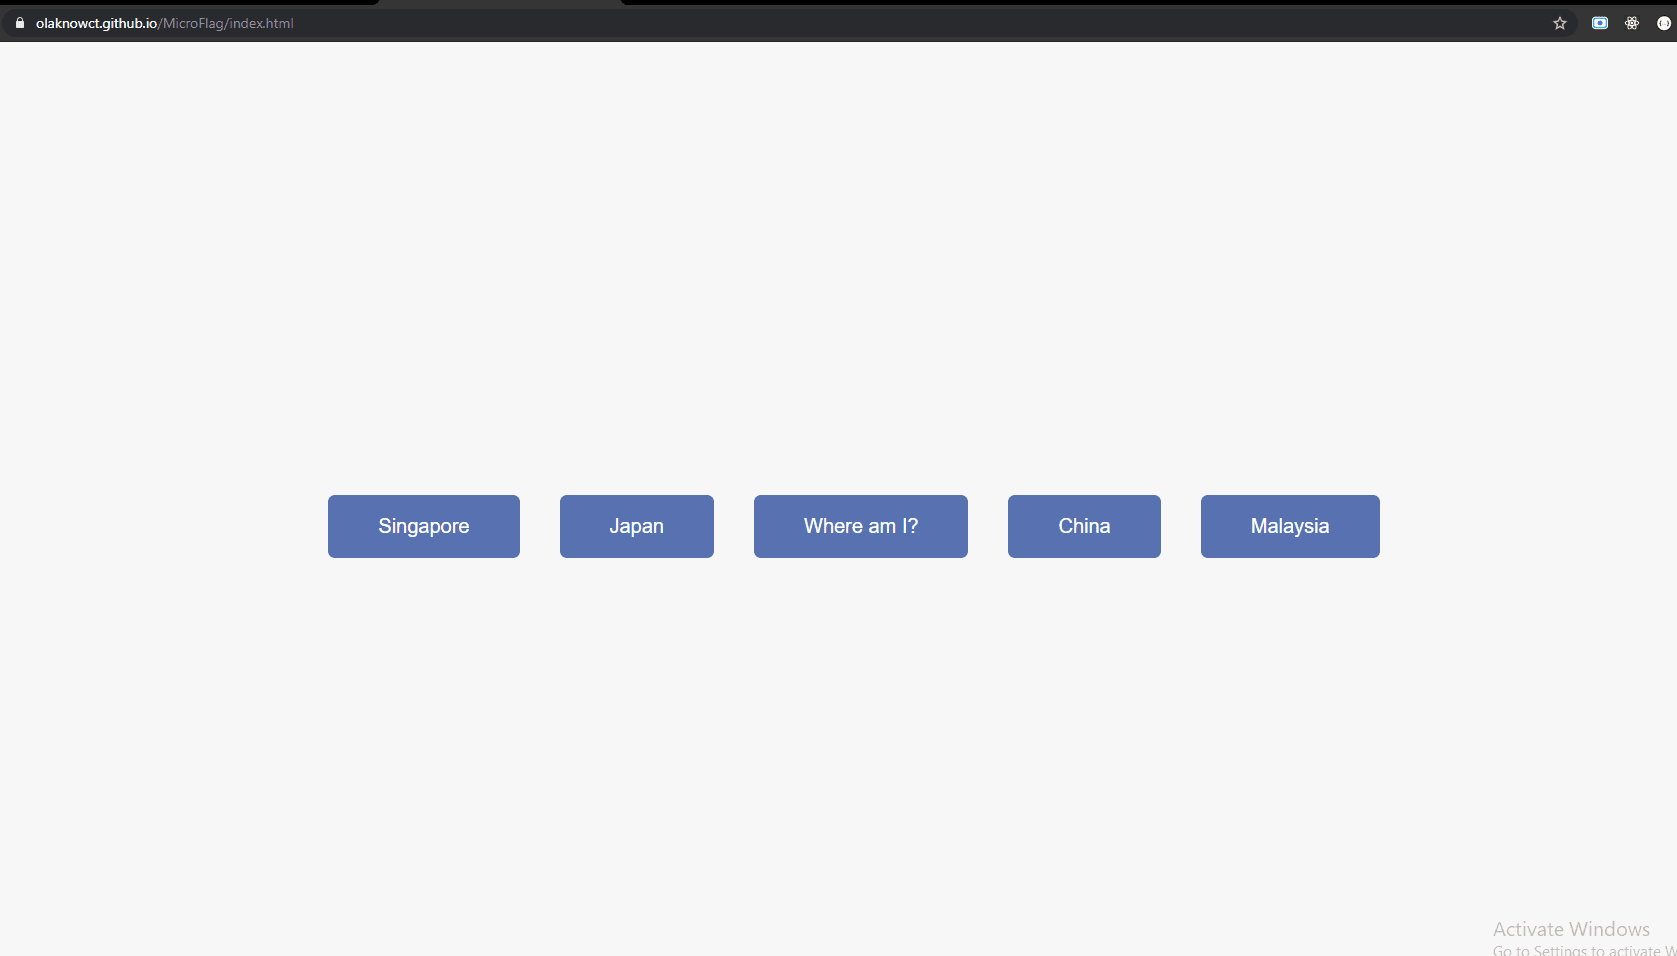 olaknowct.github.io/MicroFlag/index.html
Singapore
Japan
Where am I?
China
Malaysia
Activate Windows
Go to Settings to activate W